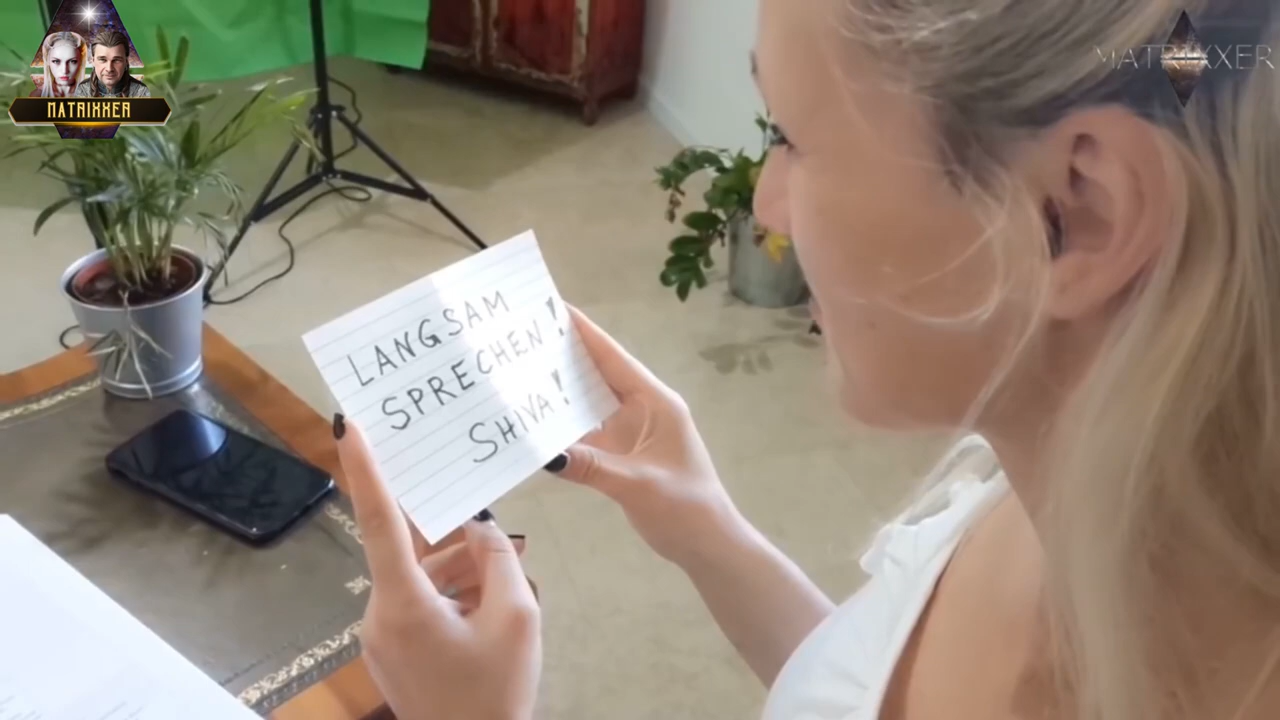 MATRIXXER
MATRIXXER
LANGSAM
SPRECHEN!
SHIVA!